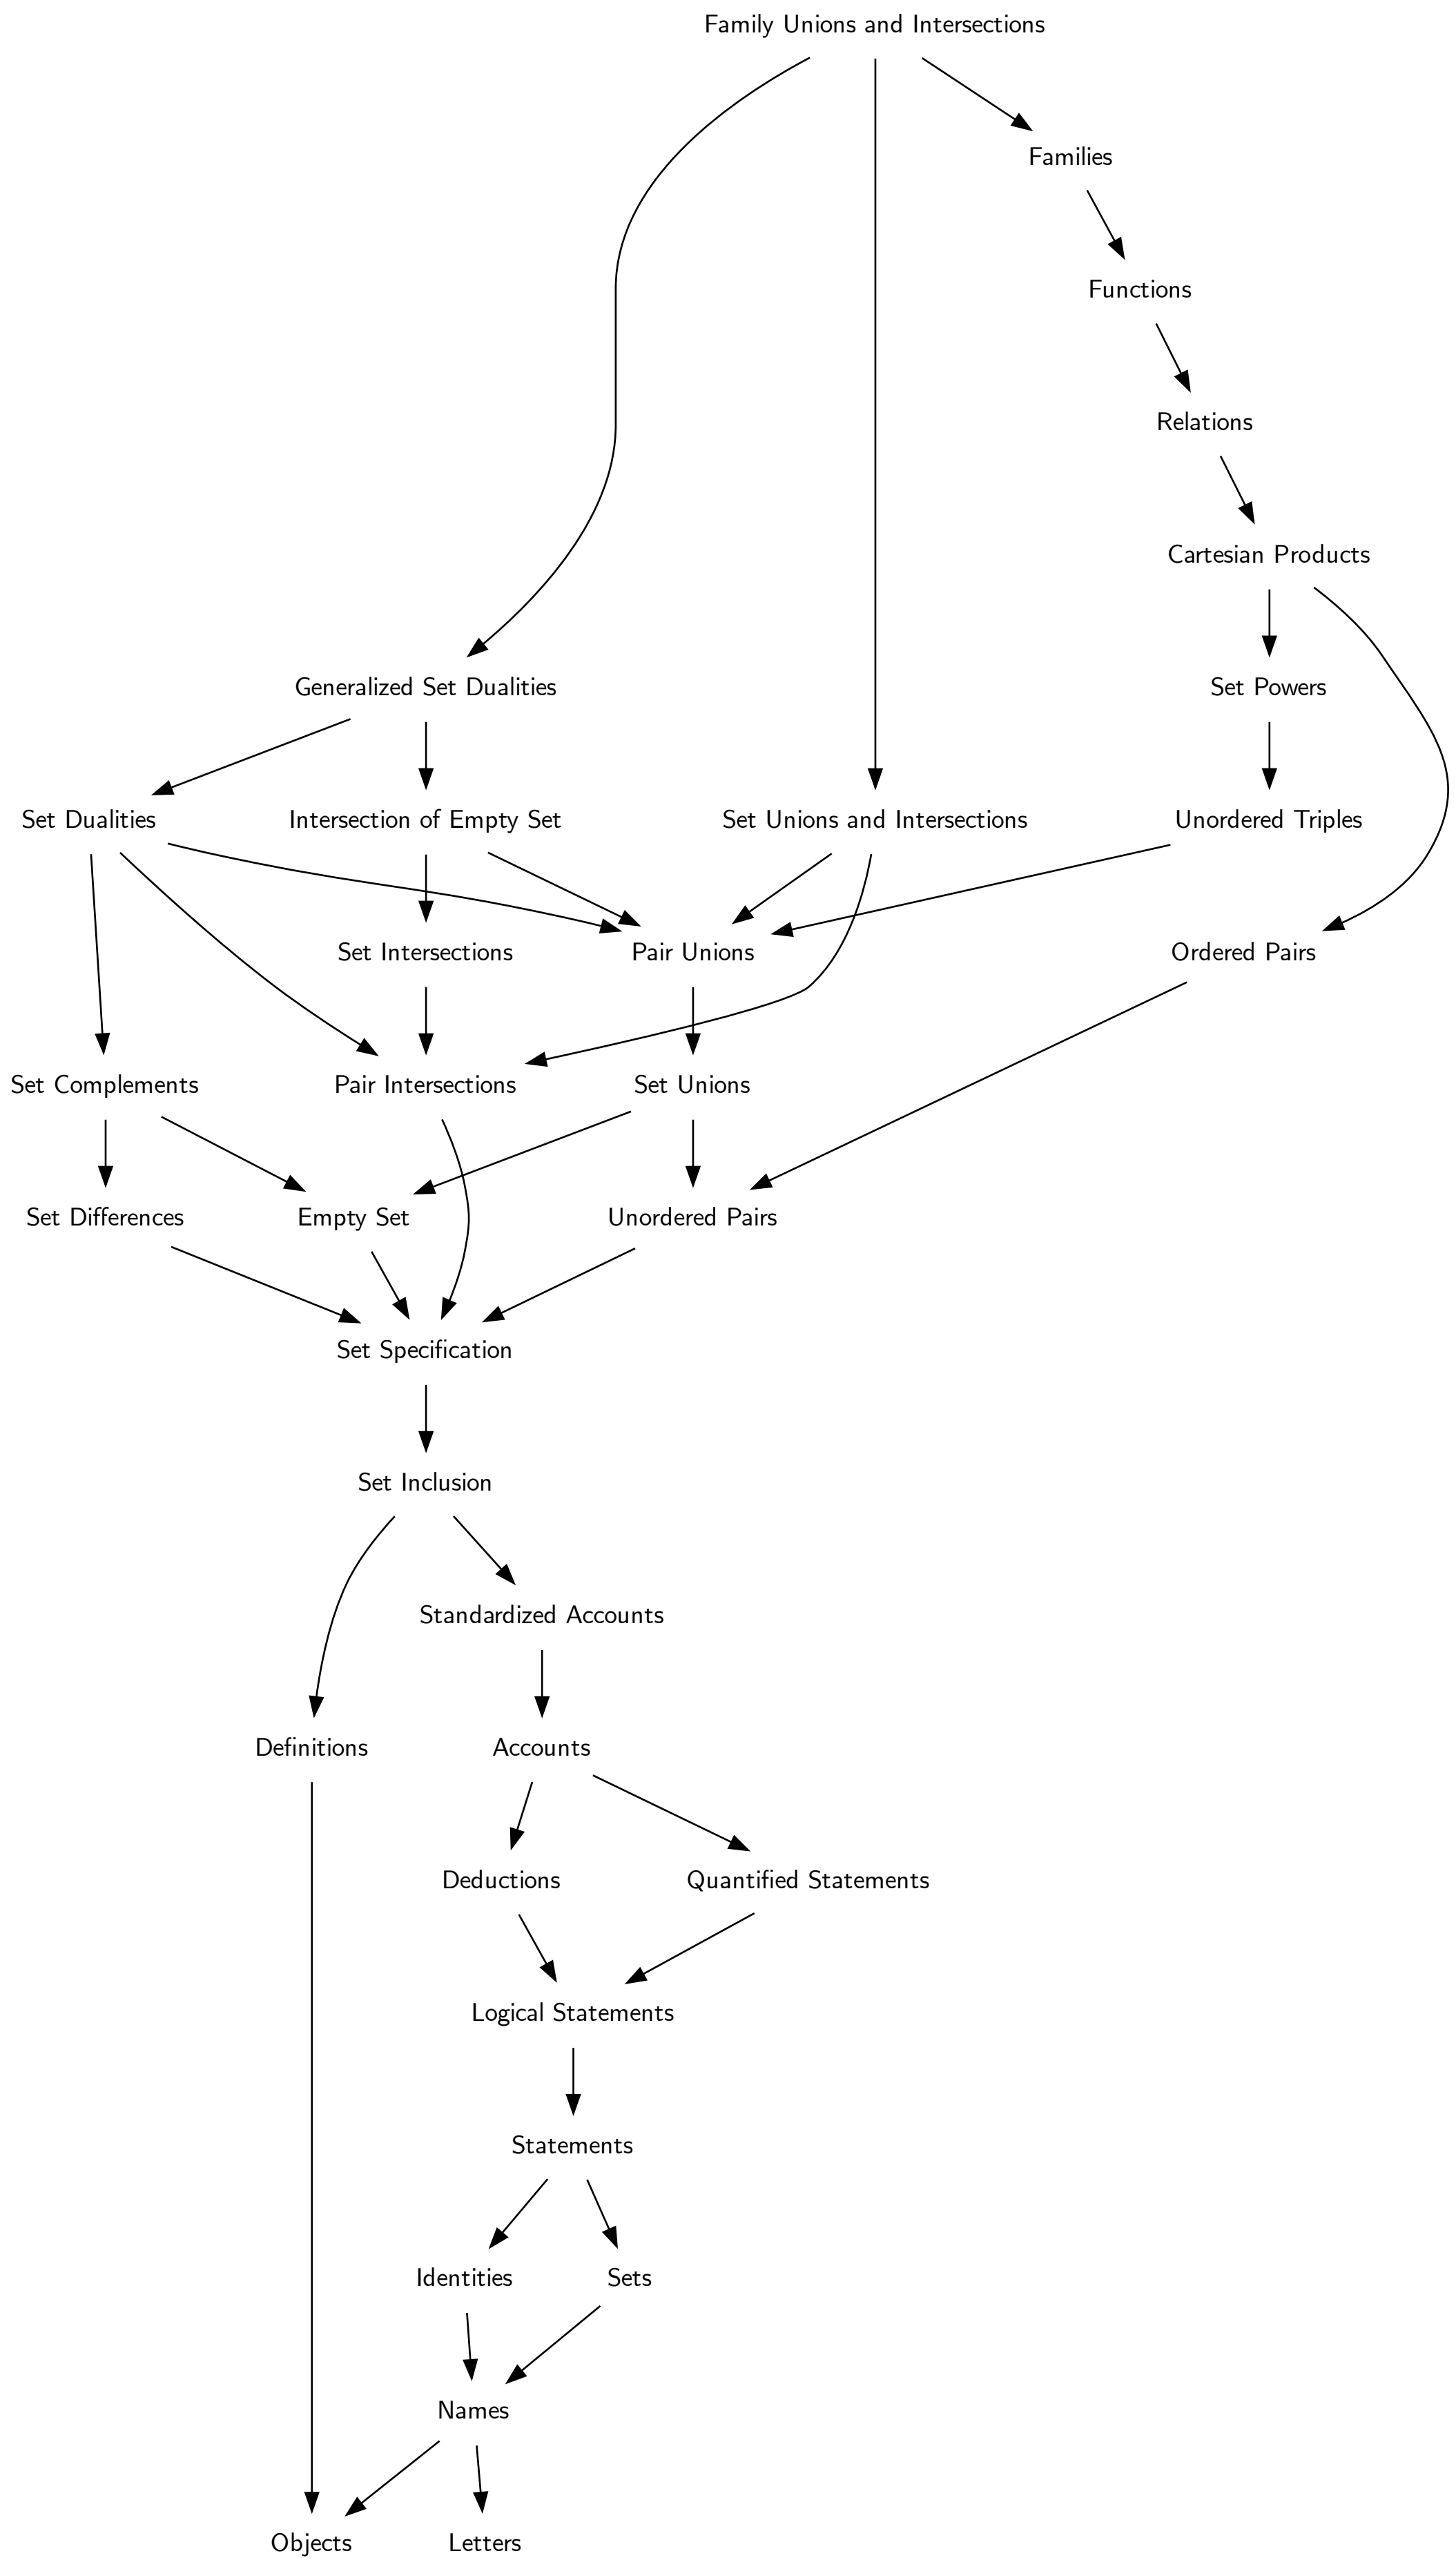 Family Unions and Intersections
Families
Functions
Relations
Cartesian Products
Generalized Set Dualities
Set Powers
Set Dualities
Intersection of Empty Set
Set Unions and Intersections
Unordered Triples
Set Intersections
Pair Unions
Ordered Pairs
Set Complements
Pair Intersections
Set Unions
Set Differences
Empty Set
Unordered Pairs
Set Specification
Set Inclusion
Standardized Accounts
Definitions
Accounts
Deductions
Quantified Statements
Logical Statements
Statements
Identities
Sets
Names
Objects
Letters